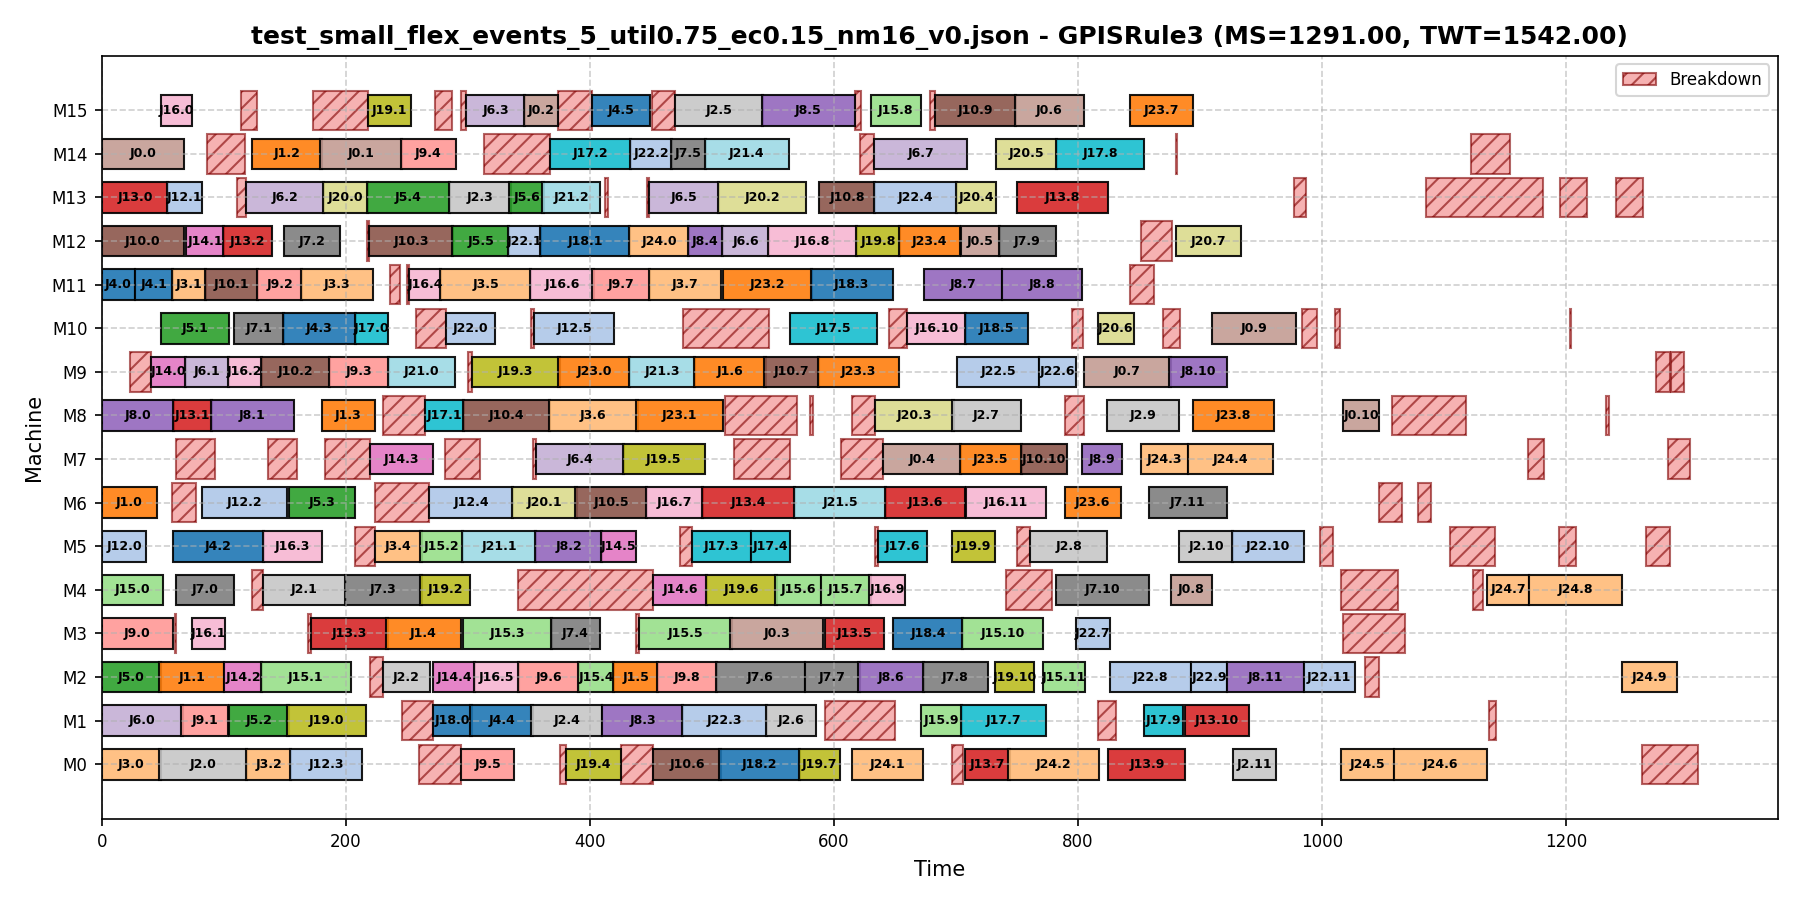 test_small_flex_events_5_util0.75_ec0.15_nm16_v0.json - GPISRule3 (MS=1291.00, TWT=1542.00)
Breakdown
M15 J16.0 J19.1 J6.3 J0.2 J4.5 J2.5 J8.5 J15.8 J10.9 J0.6 J23.7
M14 J0.0 J1.2 J0.1 J9.4 J17.2 J22.2 J7.5 J21.4 J6.7 J20.5 J17.8
M13 J13.0 J12.1 J6.2 J20.0 J5.4 J2.3 J5.6 J21.2 J6.5 J20.2 J10.8 J22.4 J20.4 J13.8
M12 J10.0 J14.1 J13.2 J7.2 J10.3 J5.5 J22.1 J18.1 J24.0 J8.4 J6.6 J16.8 J19.8 J23.4 J0.5 J7.9 J20.7
M11 J4.0 J4.1 J3.1 J10.1 J9.2 J3.3 J16.4 J3.5 J16.6 J9.7 J3.7 J23.2 J18.3 J8.7 J8.8
M10 J5.1 J7.1 J4.3 J17.0 J22.0 J12.5 J17.5 J16.10 J18.5 J20.6 J0.9
M9 J14.0 J6.1 J16.2 J10.2 J9.3 J21.0 J19.3 J23.0 J21.3 J1.6 J10.7 J23.3 J22.5 J22.6 J0.7 J8.10
M8 J8.0 J13.1 J8.1 J1.3 J17.1 J10.4 J3.6 J23.1 J20.3 J2.7 J2.9 J23.8 J0.10
M7 J14.3 J6.4 J19.5 J0.4 J23.5 J10.10 J8.9 J24.3 J24.4
M6 J1.0 J12.2 J5.3 J12.4 J20.1 J10.5 J16.7 J13.4 J21.5 J13.6 J16.11 J23.6 J7.11
M5 J12.0 J4.2 J16.3 J3.4 J15.2 J21.1 J8.2 J14.5 J17.3 J17.4 J17.6 J19.9 J2.8 J2.10 J22.10
M4 J15.0 J7.0 J2.1 J7.3 J19.2 J14.6 J19.6 J15.6 J15.7 J16.9 J7.10 J0.8 J24.7 J24.8
M3 J9.0 J16.1 J13.3 J1.4 J15.3 J7.4 J15.5 J0.3 J13.5 J18.4 J15.10 J22.7
M2 J5.0 J1.1 J14.2 J15.1 J2.2 J14.4 J16.5 J9.6 J15.4 J1.5 J9.8 J7.6 J7.7 J8.6 J7.8 J19.10 J15.11 J22.8 J22.9 J8.11 J22.11 J24.9
M1 J6.0 J9.1 J5.2 J19.0 J18.0 J4.4 J2.4 J8.3 J22.3 J2.6 J15.9 J17.7 J17.9 J13.10
M0 J3.0 J2.0 J3.2 J12.3 J9.5 J19.4 J10.6 J18.2 J19.7 J24.1 J13.7 J24.2 J13.9 J2.11 J24.5 J24.6
0 200 400 600 800 1000 1200
Time
Machine